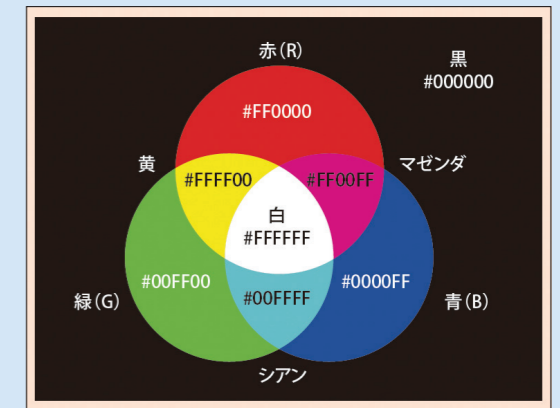 赤（R）
黒
#000000
#FF0000
黄
マゼンダ
#FFFF00
#FF00FF
白
#FFFFFF
#00FF00
#0000FF
#00FFFF
緑（G）
青（B）
シアン